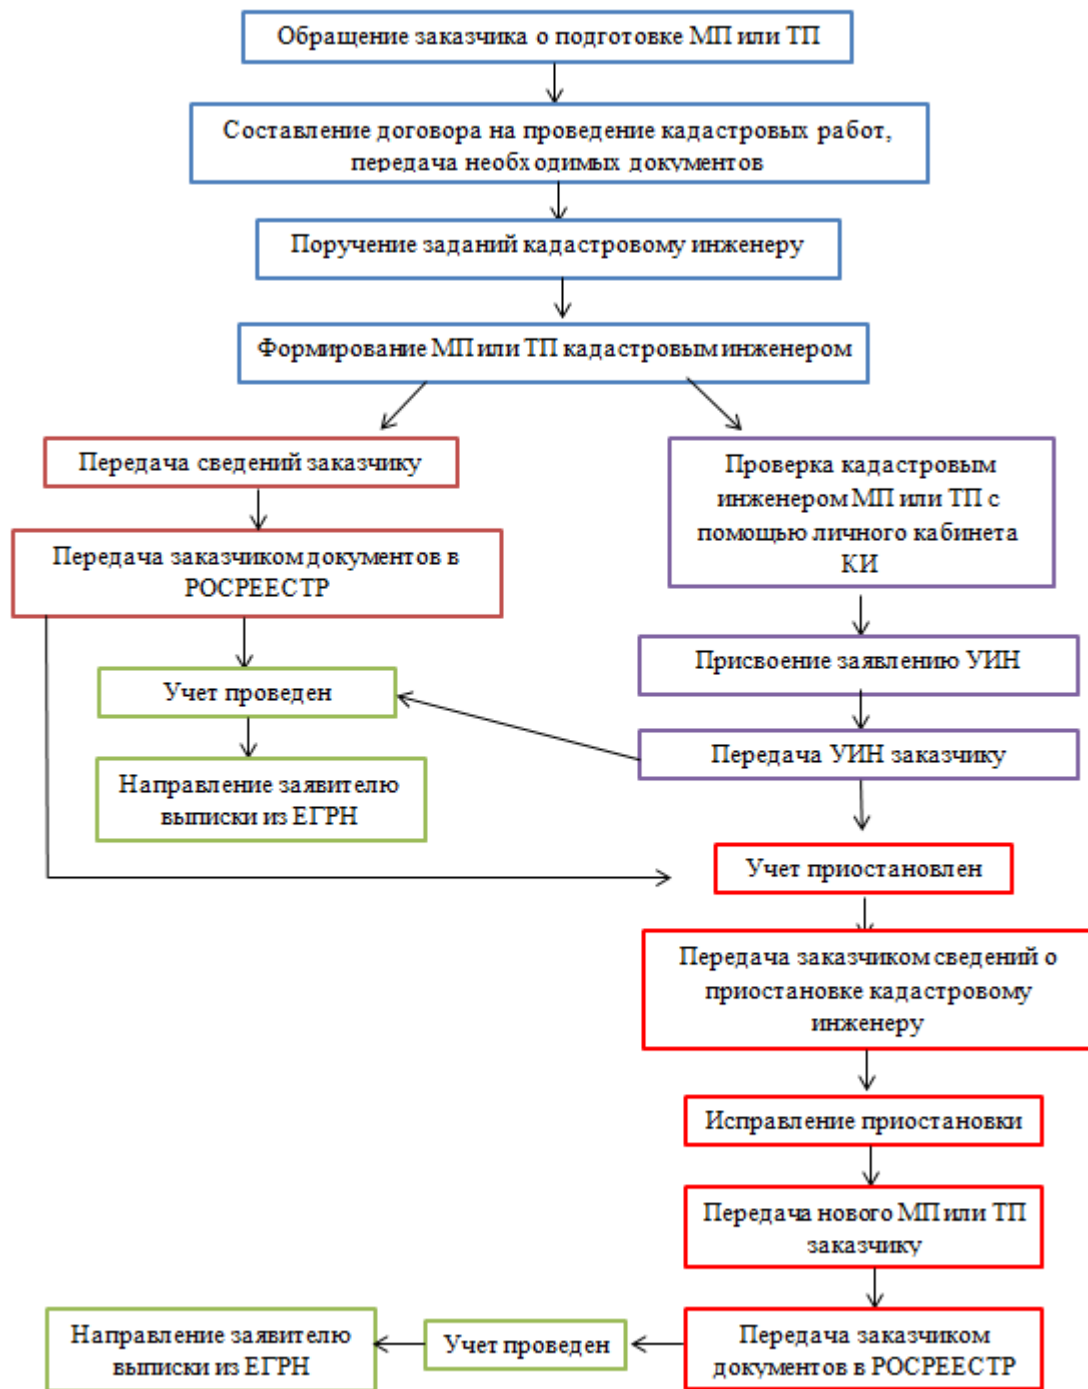 Обращение заказчика о подготовке МП или ТП
Составление договора на проведение кадастровых работ,
передача необходимых документов
Поручение заданий кадастровому инженеру
Формирование МП или ТП кадастровым инженером
Передача сведений заказчику
Проверка кадастровым
инженером МП или ТП с
помощью личного кабинета
КИ
Передача заказчиком документов в
РОСРЕЕСТР
Присвоение заявлению УИН
Учет проведен
Передача УИН заказчику
Направление заявителю
выписки из ЕГРН
Учет приостановлен
Передача заказчиком сведений о
приостановке кадастровому
инженеру
Исправление приостановки
Передача нового МП или ТП
заказчику
Передача заказчиком
документов в РОСРЕЕСТР
Учет проведен
Направление заявителю
выписки из ЕГРН